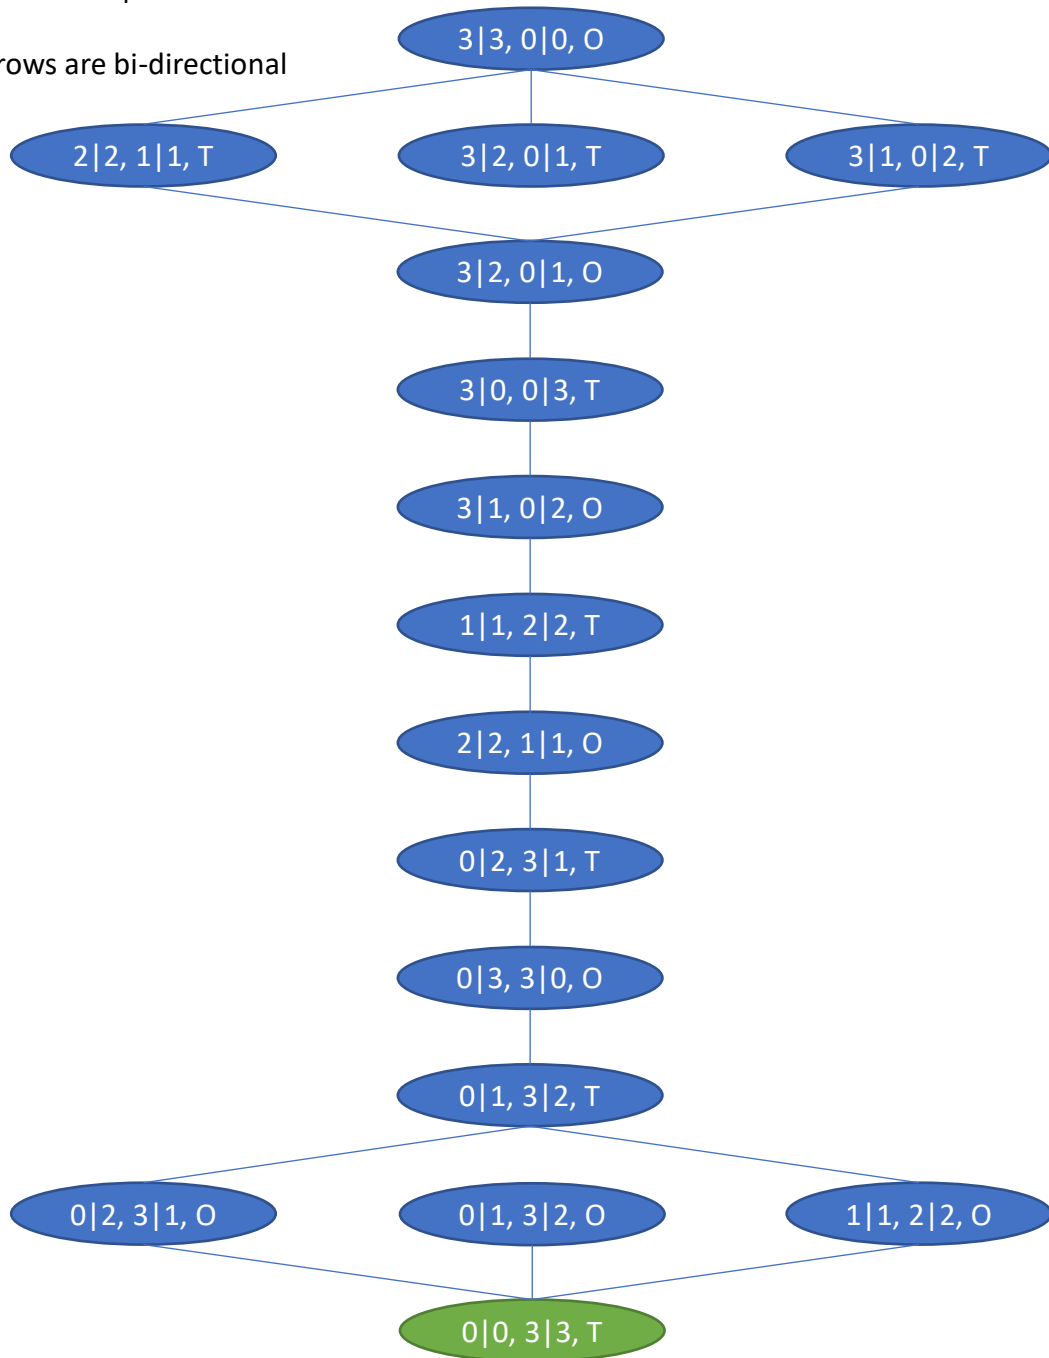 3|3, 0|0, O
rows are bi-directional
2|2, 1|1, T
3|2, 0|1, T
3|1, 0|2, T
3|2, 0|1, O
3|0, 0|3, T
3|1, 0|2, O
1|1, 2|2, T
2|2, 1|1, O
0|2, 3|1, T
0|3, 3|0, O
0|1, 3|2, T
0|2, 3|1, O
0|1, 3|2, O
1|1, 2|2, O
0|0, 3|3, T